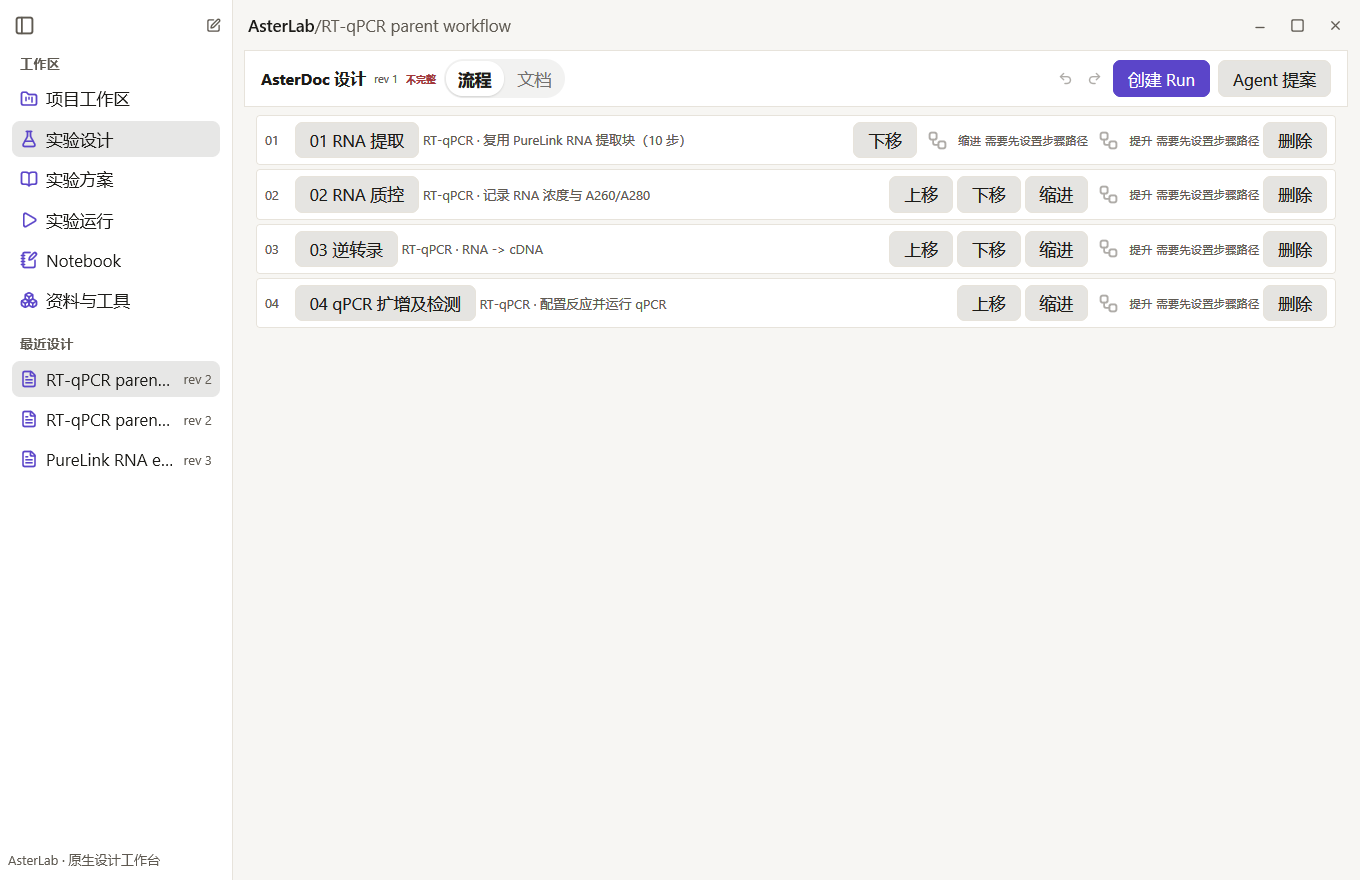 AsterLab/RT-qPCR parent workflow
工作区
项目工作区
实验设计
实验方案
实验运行
Notebook
资料与工具
最近设计
RT-qPCR paren... rev 2
RT-qPCR paren... rev 2
PureLink RNA e... rev 3
AsterLab · 原生设计工作台
AsterDoc 设计 rev 1 不完整 流程 文档 创建 Run Agent 提案
01 01 RNA 提取 RT-qPCR · 复用 PureLink RNA 提取块（10 步） 下移 缩进 需要先设置步骤路径 提升 需要先设置步骤路径 删除
02 02 RNA 质控 RT-qPCR · 记录 RNA 浓度与 A260/A280 上移 下移 缩进 提升 需要先设置步骤路径 删除
03 03 逆转录 RT-qPCR · RNA -> cDNA 上移 下移 缩进 提升 需要先设置步骤路径 删除
04 04 qPCR 扩增及检测 RT-qPCR · 配置反应并运行 qPCR 上移 缩进 提升 需要先设置步骤路径 删除